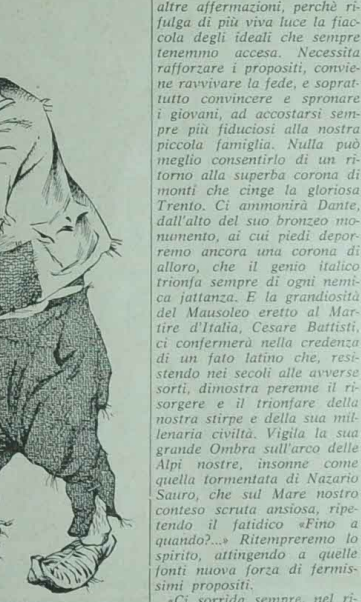 altre affermazioni, perchè ri-
fulga di più viva luce la fiac-
cola degli ideali che sempre
tenemmo accesa. Necessita
rafforzare i propositi, convie-
ne ravvivare la fede, e soprat-
tutto convincere e spronare
i giovani, ad accostarsi sem-
pre più fiduciosi alla nostra
piccola famiglia. Nulla può
meglio consentirlo di un ri-
torno alla superba corona di
monti che cinge la gloriosa
Trento. Ci ammonirà Dante,
dall'alto del suo bronzeo mo-
numento, ai cui piedi depor-
remo ancora una corona di
alloro, che il genio italico
trionfa sempre di ogni nemi-
ca jattanza. E la grandiosità
del Mausoleo eretto al Mar-
tire d'Italia, Cesare Battisti,
ci confermerà nella credenza
di un fato latino che, resi-
stendo nei secoli alle avverse
sorti, dimostra perenne il ri-
sorgere e il trionfare della
nostra stirpe e della sua mil-
lenaria civiltà. Vigila la sua
grande Ombra sull'arco delle
Alpi nostre, insonne come
quella tormentata di Nazario
Sauro, che sul Mare nostro
conteso scruta ansiosa, ripe-
tendo il fatidico «Fino a
quando?...» Ritempreremo lo
spirito, attingendo a quelle
fonti nuova forza di fermis-
simi propositi.
«Ci sorrida sempre, nel ri-